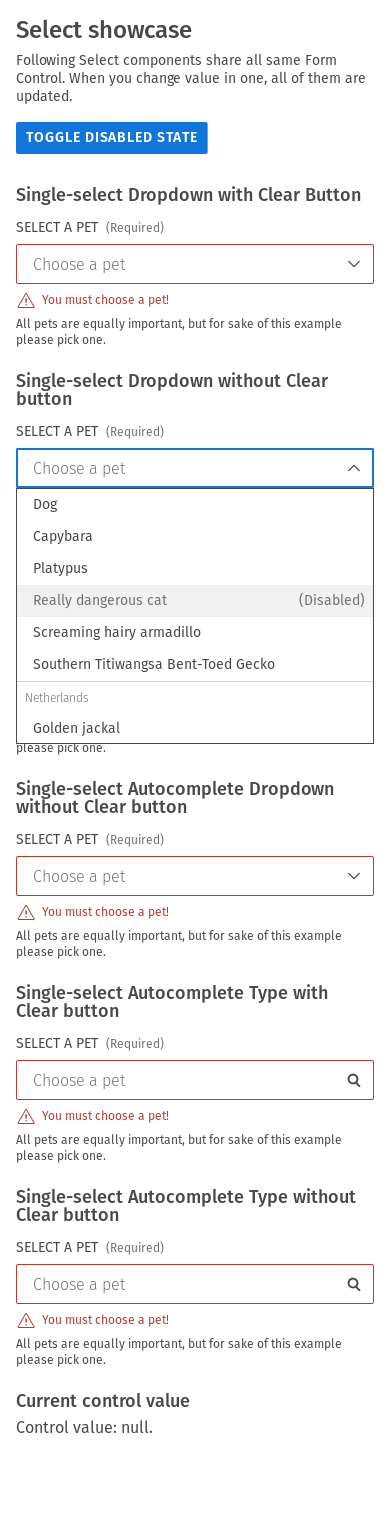 Select showcase
Following Select components share all same Form
Control. When you change value in one, all of them are
updated.
TOGGLE DISABLED STATE
Single-select Dropdown with Clear Button
SELECT A PET (Required)
Choose a pet
You must choose a pet!
All pets are equally important, but for sake of this example
please pick one.
Single-select Dropdown without Clear
button
SELECT A PET (Required)
Choose a pet
Dog
Capybara
Platypus
Really dangerous cat (Disabled)
Screaming hairy armadillo
Southern Titiwangsa Bent-Toed Gecko
Netherlands
Golden jackal
please pick one.
Single-select Autocomplete Dropdown
without Clear button
SELECT A PET (Required)
Choose a pet
You must choose a pet!
All pets are equally important, but for sake of this example
please pick one.
Single-select Autocomplete Type with
Clear button
SELECT A PET (Required)
Choose a pet
You must choose a pet!
All pets are equally important, but for sake of this example
please pick one.
Single-select Autocomplete Type without
Clear button
SELECT A PET (Required)
Choose a pet
You must choose a pet!
All pets are equally important, but for sake of this example
please pick one.
Current control value
Control value: null.